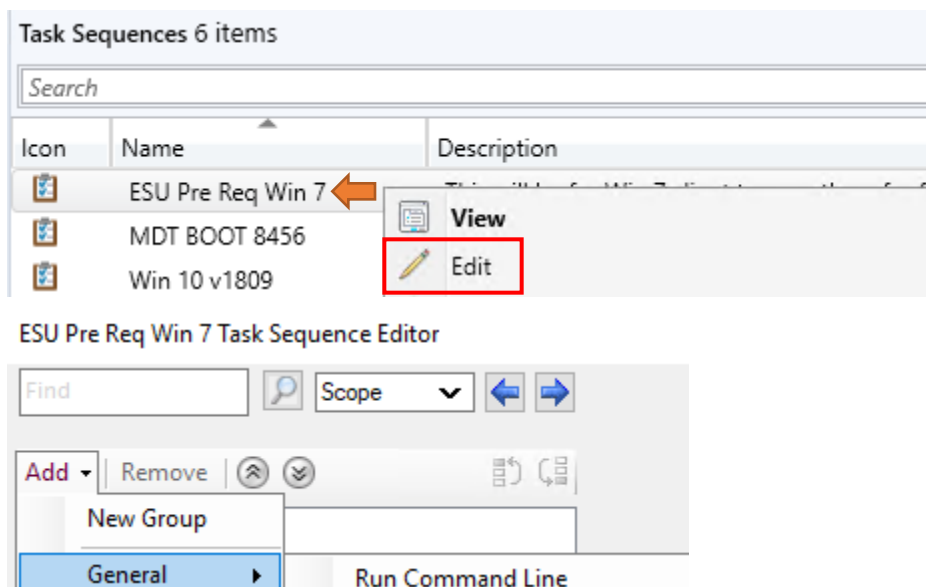 Task Sequences 6 items
Search
Icon Name Description
ESU Pre Req Win 7
View
MDT BOOT 8456
Edit
Win 10 v1809
ESU Pre Req Win 7 Task Sequence Editor
Find Scope
Add Remove
New Group
General Run Command Line